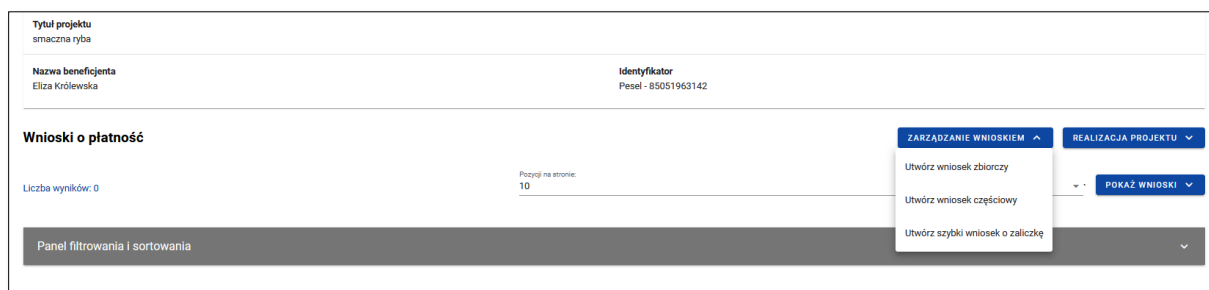 Tytuł projektu
smaczna ryba
Nazwa beneficjenta
Eliza Królewska
Identyfikator
Pesel - 85051963142
Wnioski o płatność
ZARZĄDZANIE WNIOSKIEM
REALIZACJA PROJEKTU
Utwórz wniosek zbiorczy
Utwórz wniosek częściowy
Utwórz szybki wniosek o zaliczkę
Liczba wyników: 0
Pozycji na stronie:
10
POKAŻ WNIOSKI
Panel filtrowania i sortowania